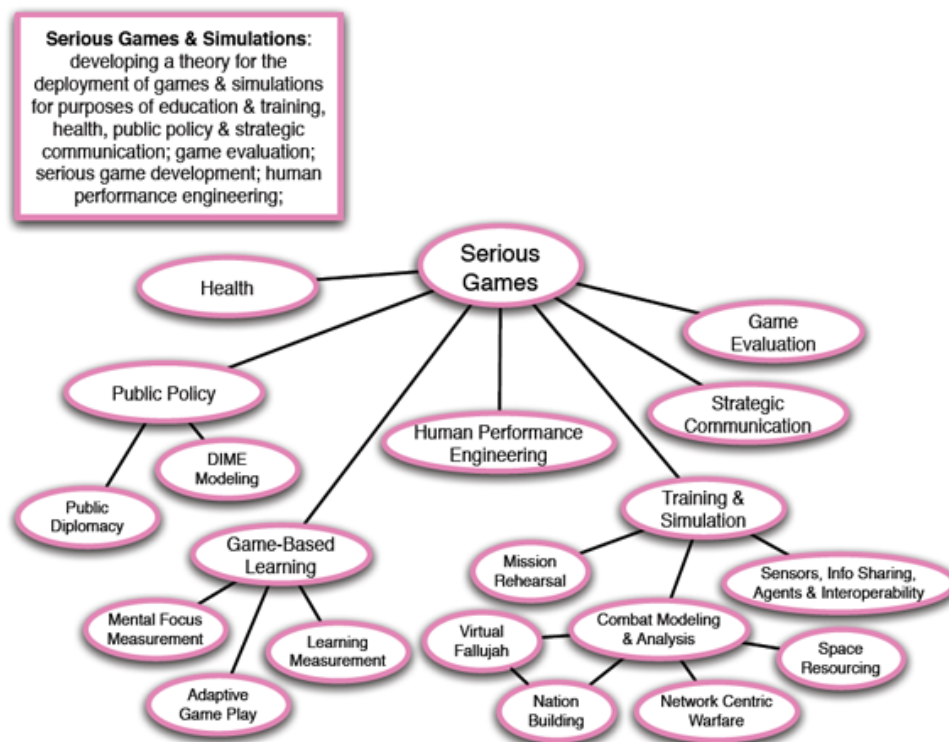 Serious Games & Simulations:
developing a theory for the
deployment of games & simulations
for purposes of education & training,
health, public policy & strategic
communication; game evaluation;
serious game development; human
performance engineering;
Serious
Games
Health
Game
Evaluation
Public Policy
Strategic
Communication
Human Performance
Engineering
DIME
Modeling
Public
Diplomacy
Training &
Simulation
Game-Based
Learning
Mission
Rehearsal
Sensors, Info Sharing,
Agents & Interoperability
Mental Focus
Measurement
Learning
Measurement
Adaptive
Game Play
Virtual
Fallujah
Combat Modeling
& Analysis
Space
Resourcing
Nation
Building
Network Centric
Warfare